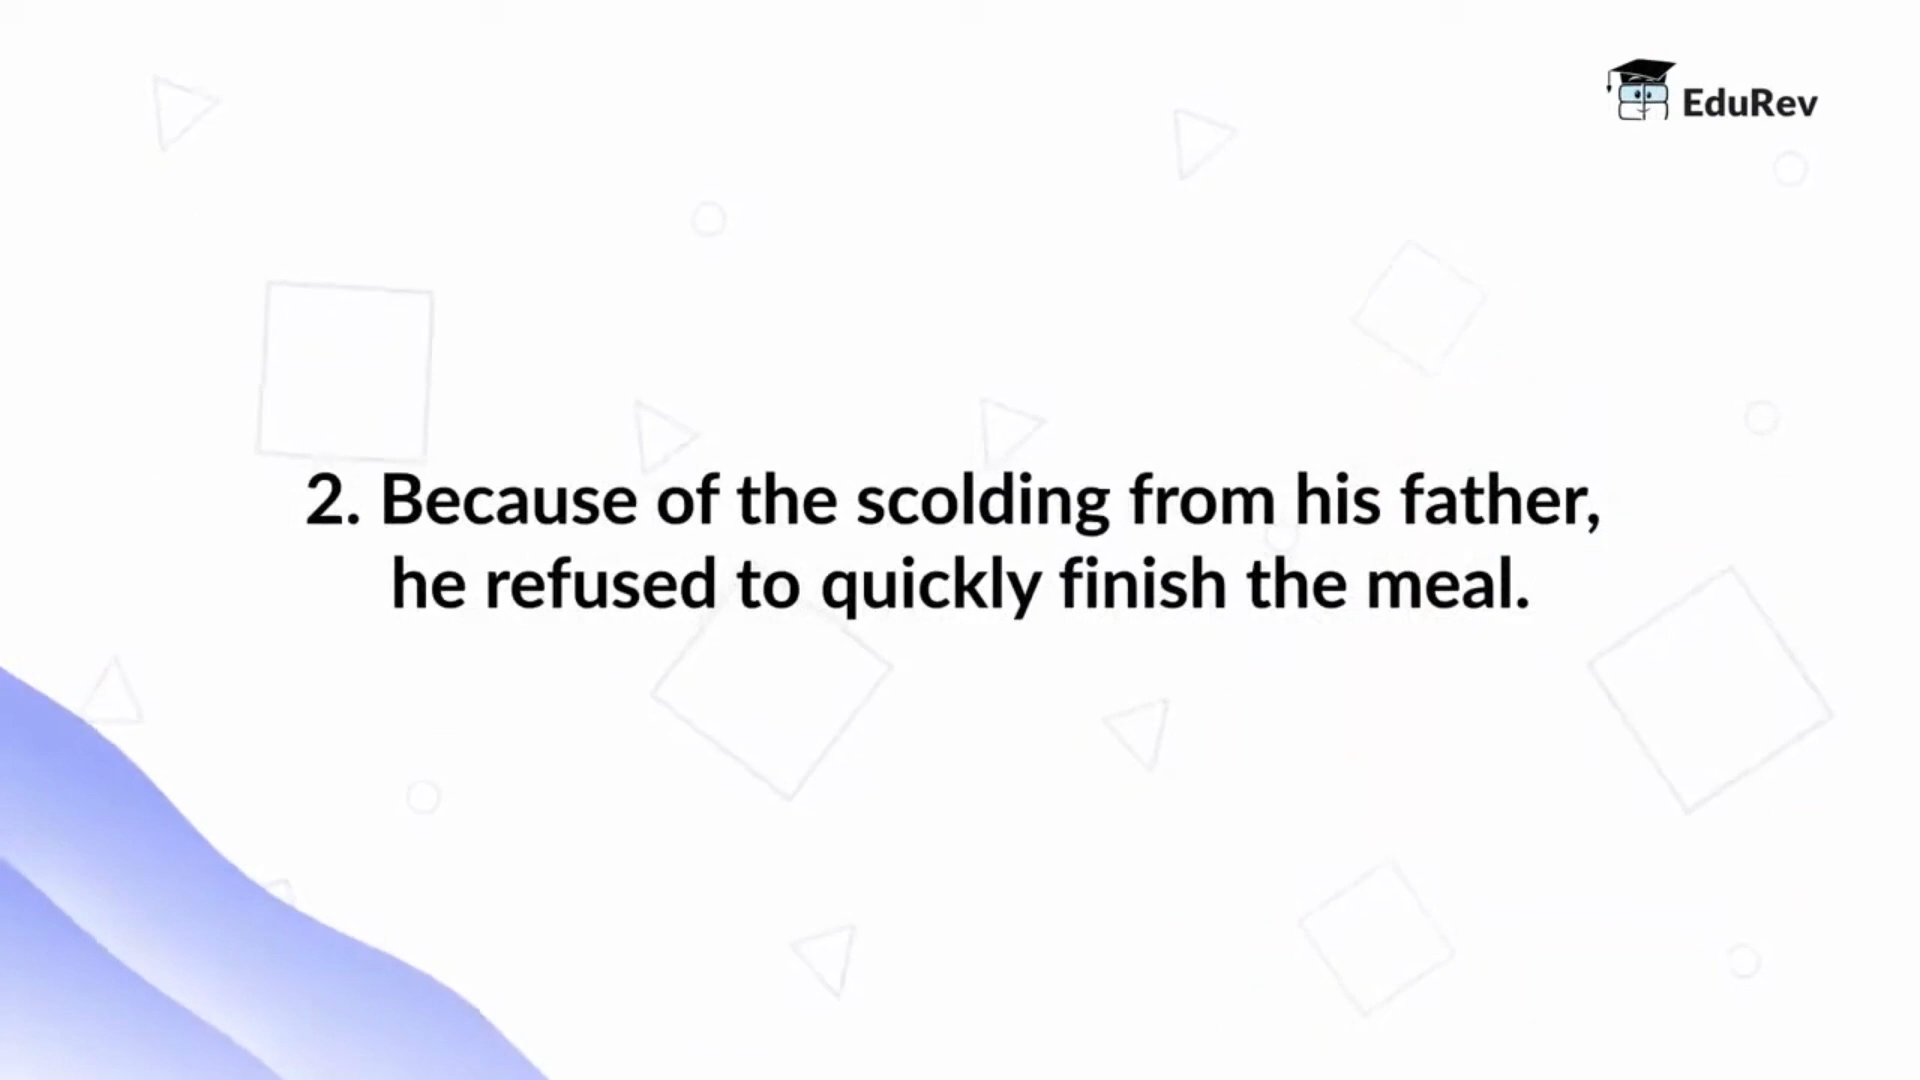 EduRev
2. Because of the scolding from his father,
he refused to quickly finish the meal.